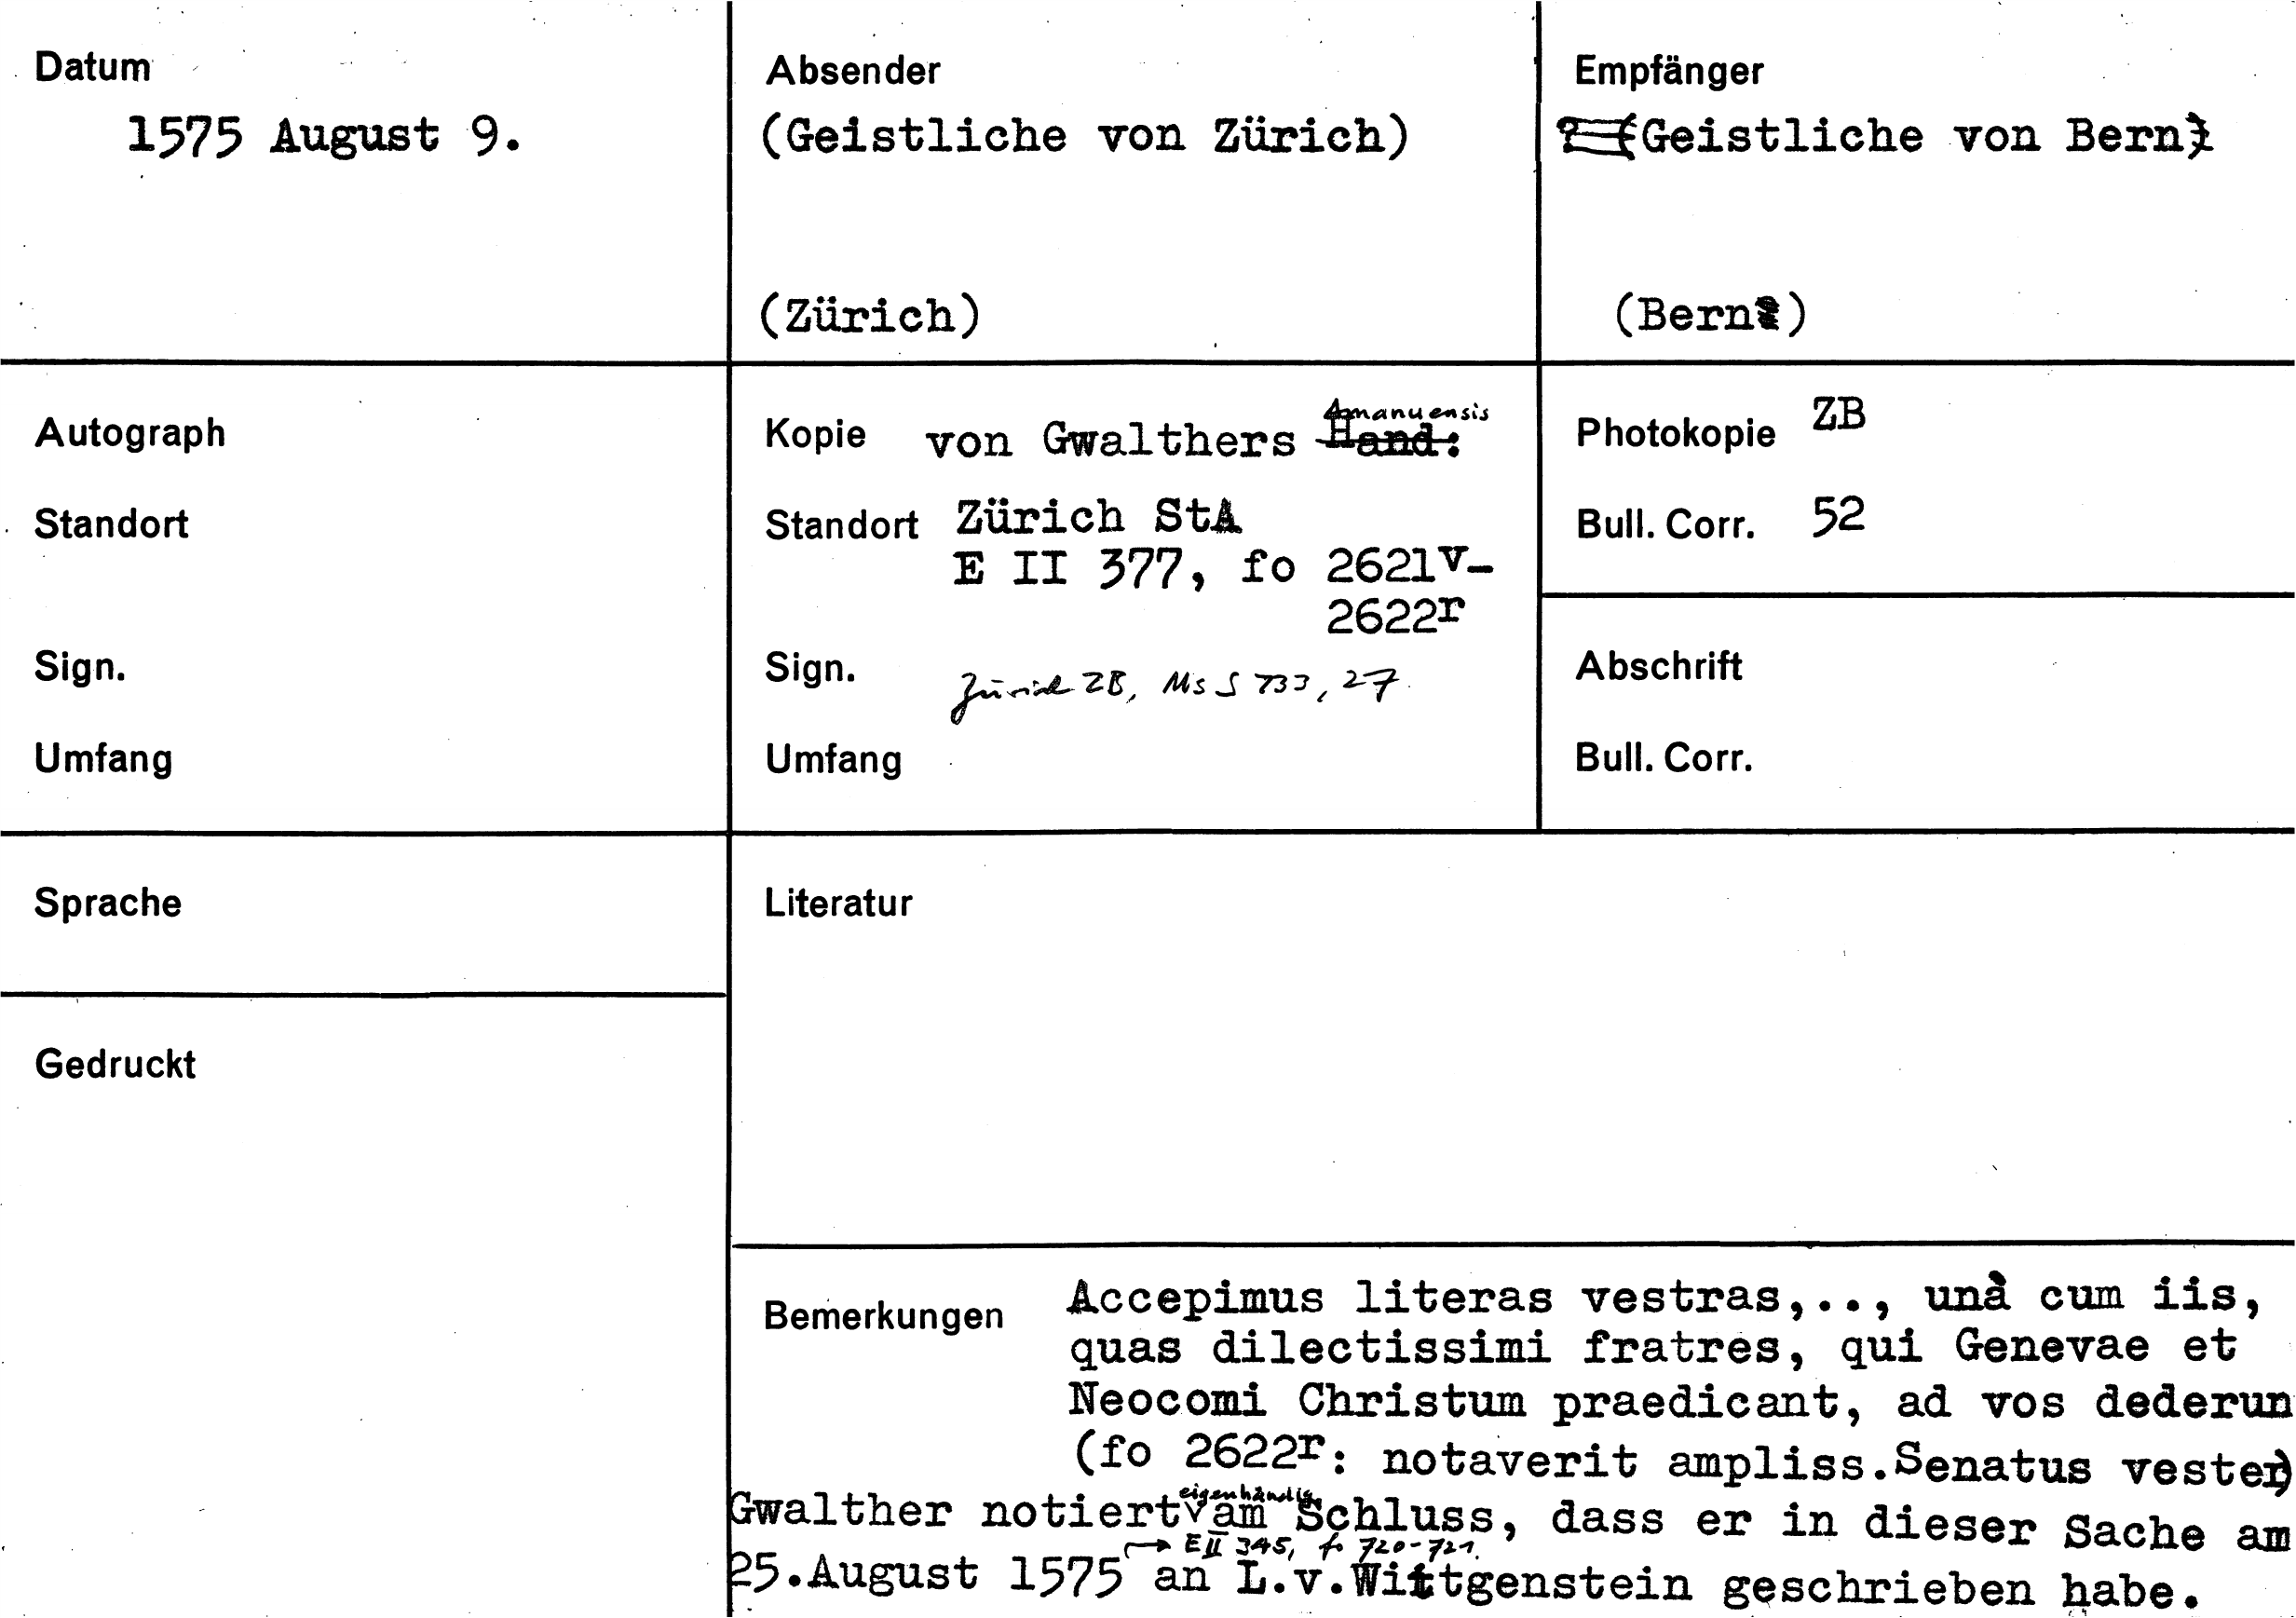 Datum
1575 August 9.
Absender
(Geistliche von Zürich)
(Zürich)
Empfänger
Geistliche von Bern
(Bern)
Autograph
Standort
Sign.
Umfang
Kopie von Gwalthers Amanuensis Hand:
Standort Zürich StA
E II 377, fo 2621v-
2622r
Sign. Zürich ZB, Ms S 733, 27
Umfang
Photokopie ZB
Bull. Corr. 52
Abschrift
Bull. Corr.
Sprache
Gedruckt
Literatur
Bemerkungen Accepimus literas vestras,.., unà cum iis,
quas dilectissimi fratres, qui Genevae et
Neocomi Christum praedicant, ad vos dederun
(fo 2622r: notaverit ampliss.Senatus vester)
eigenhändig
Gwalther notiert am Schluss, dass er in dieser Sache am
→ E II 345, f 720-721.
25.August 1575 an L.v.Wittgenstein geschrieben habe.